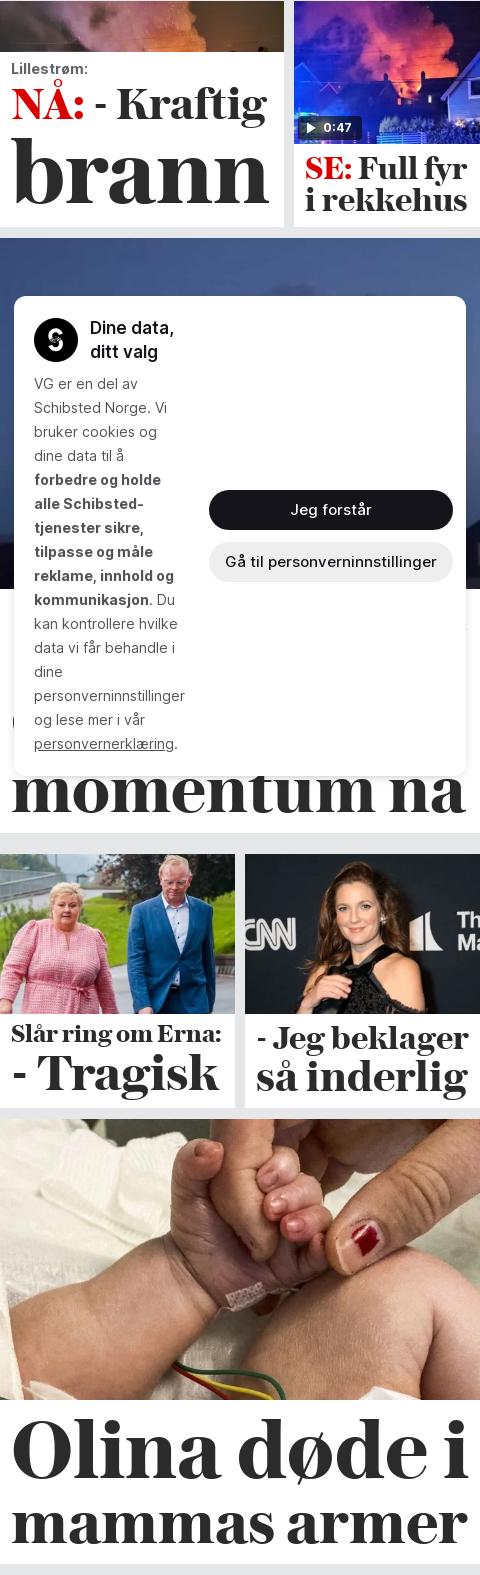 Lillestrøm:
NÅ: - Kraftig
brann
0:47
SE: Full fyr
i rekkehus
Dine data,
ditt valg
VG er en del av
Schibsted Norge. Vi
bruker cookies og
dine data til å
forbedre og holde
alle Schibsted-
tjenester sikre,
tilpasse og måle
reklame, innhold og
kommunikasjon. Du
kan kontrollere hvilke
data vi får behandle i
dine
personverninnstillinger
og lese mer i vår
personvernerklæring.
Jeg forstår
Gå til personverninnstillinger
momentum nå
CNN
Slår ring om Erna:
- Tragisk
- Jeg beklager
så inderlig
Olina døde i
mammas armer